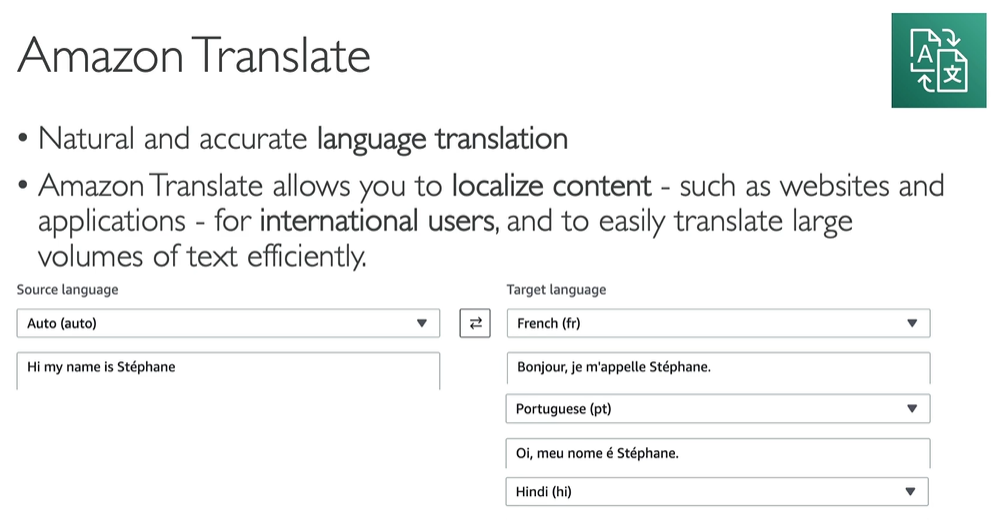 Amazon Translate
A
文
• Natural and accurate language translation
• Amazon Translate allows you to localize content - such as websites and
applications - for international users, and to easily translate large
volumes of text efficiently.
Source language
Target language
Auto (auto)
French (fr)
Hi my name is Stéphane
Bonjour, je m'appelle Stéphane.
Portuguese (pt)
Oi, meu nome é Stéphane.
Hindi (hi)